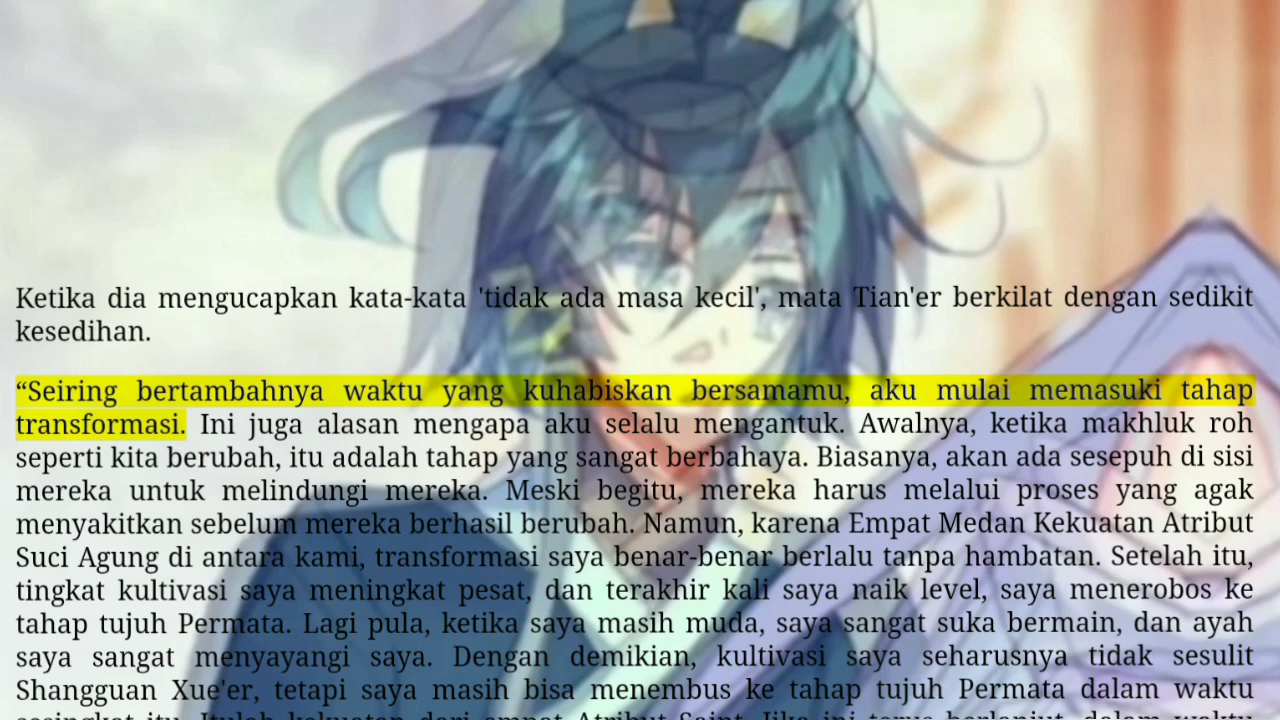 Ketika dia mengucapkan kata-kata 'tidak ada masa kecil', mata Tian'er berkilat dengan sedikit
kesedihan.
“Seiring bertambahnya waktu yang kuhabiskan bersamamu, aku mulai memasuki tahap
transformasi. Ini juga alasan mengapa aku selalu mengantuk. Awalnya, ketika makhluk roh
seperti kita berubah, itu adalah tahap yang sangat berbahaya. Biasanya, akan ada sesepuh di sisi
mereka untuk melindungi mereka. Meski begitu, mereka harus melalui proses yang agak
menyakitkan sebelum mereka berhasil berubah. Namun, karena Empat Medan Kekuatan Atribut
Suci Agung di antara kami, transformasi saya benar-benar berlalu tanpa hambatan. Setelah itu,
tingkat kultivasi saya meningkat pesat, dan terakhir kali saya naik level, saya menerobos ke
tahap tujuh Permata. Lagi pula, ketika saya masih muda, saya sangat suka bermain, dan ayah
saya sangat menyayangi saya. Dengan demikian, kultivasi saya seharusnya tidak sesulit
Shangguan Xue'er, tetapi saya masih bisa menembus ke tahap tujuh Permata dalam waktu